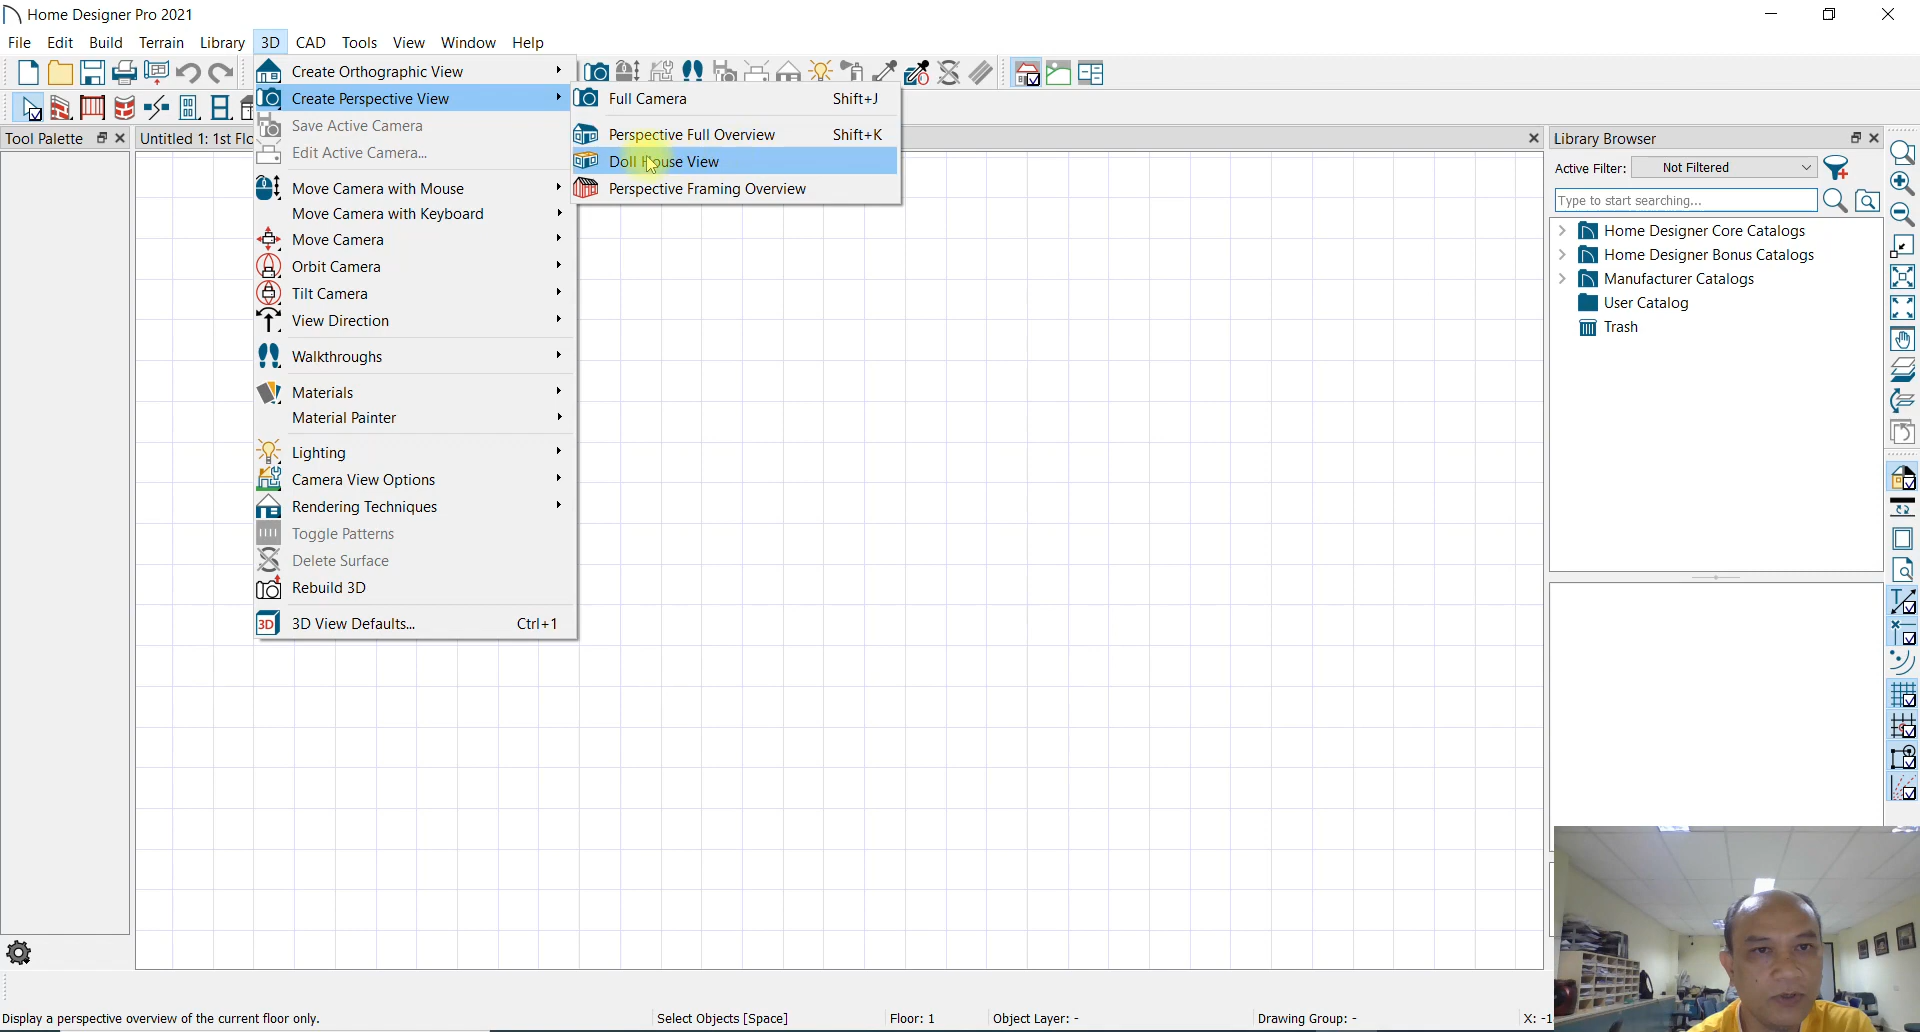 Home Designer Pro 2021
File Edit Build Terrain Library 3D CAD Tools View Window Help
Create Orthographic View
Create Perspective View
Full Camera Shift+J
Save Active Camera
Perspective Full Overview Shift+K
Tool Palette
Untitled 1: 1st Flo
Library Browser
Edit Active Camera...
Doll House View
Active Filter: Not Filtered
Move Camera with Mouse
Perspective Framing Overview
Type to start searching...
Move Camera with Keyboard
Home Designer Core Catalogs
Move Camera
Home Designer Bonus Catalogs
Orbit Camera
Manufacturer Catalogs
Tilt Camera
User Catalog
View Direction
Trash
Walkthroughs
Materials
Material Painter
Lighting
Camera View Options
Rendering Techniques
Toggle Patterns
Delete Surface
Rebuild 3D
3D 3D View Defaults... Ctrl+1
Display a perspective overview of the current floor only. Select Objects [Space] Floor: 1 Object Layer: - Drawing Group: - X: -1